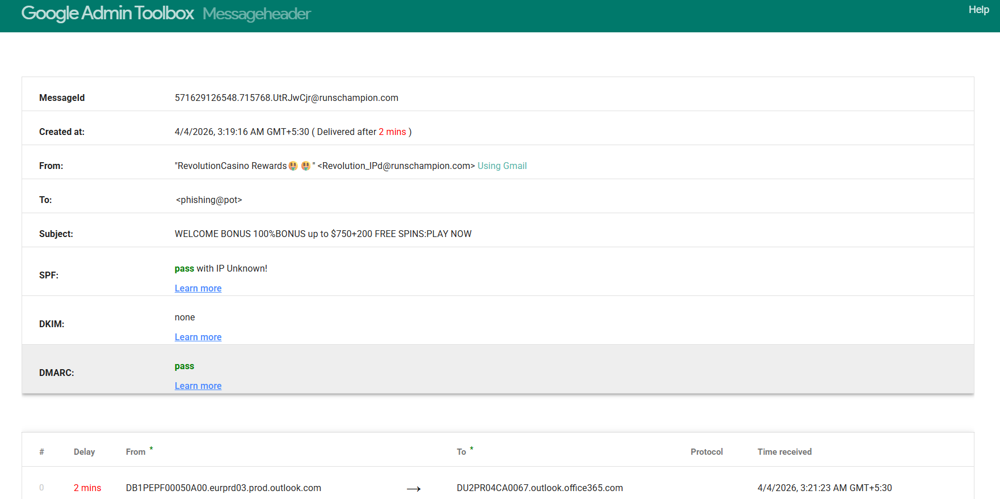 Google Admin Toolbox Messageheader
Help
MessageId 571629126548.715768.UtRJwCjr@runschampion.com
Created at: 4/4/2026, 3:19:16 AM GMT+5:30 ( Delivered after 2 mins )
From: "RevolutionCasino Rewards🤑 🤑" <Revolution_IPd@runschampion.com> Using Gmail
To: <phishing@pot>
Subject: WELCOME BONUS 100%BONUS up to $750+200 FREE SPINS:PLAY NOW
SPF: pass with IP Unknown!
Learn more
DKIM: none
Learn more
DMARC: pass
Learn more
# Delay From * To * Protocol Time received
0 2 mins DB1PEPF00050A00.eurprd03.prod.outlook.com → DU2PR04CA0067.outlook.office365.com 4/4/2026, 3:21:23 AM GMT+5:30